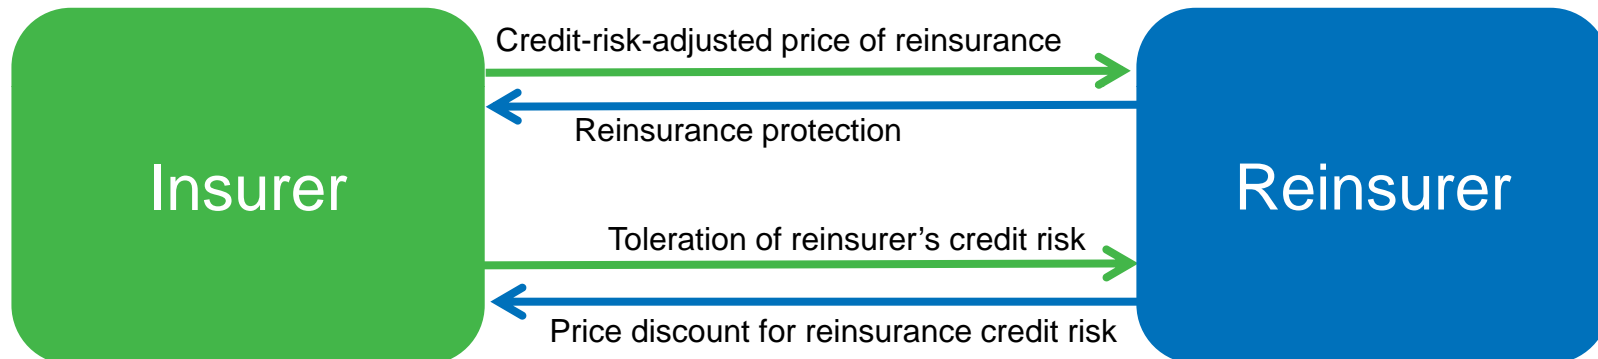 Credit-risk-adjusted price of reinsurance
Reinsurance protection
Insurer
Reinsurer
Toleration of reinsurer’s credit risk
Price discount for reinsurance credit risk